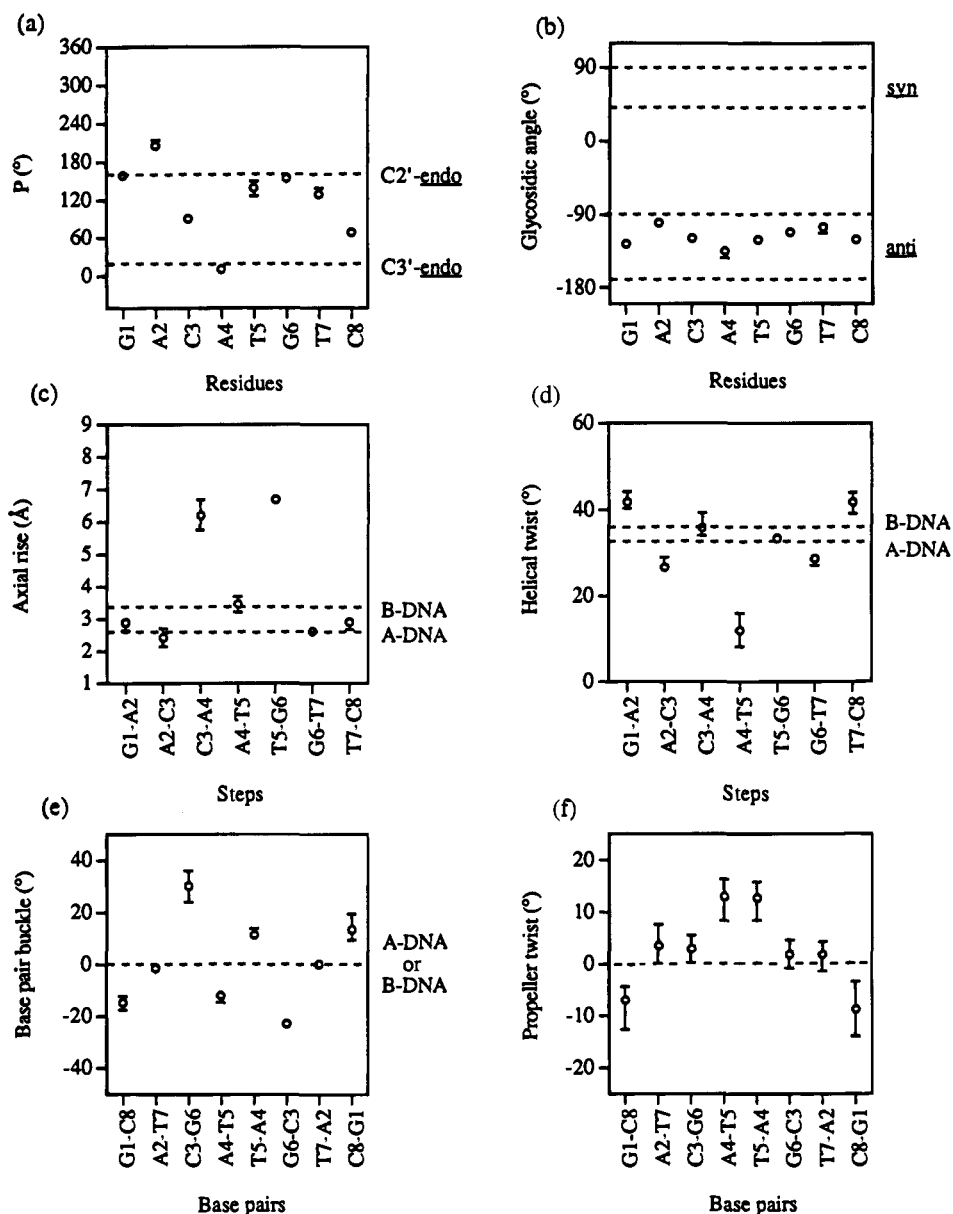 (a)
P (°)
360
300
240
180
120
60
0
C2'-endo
C3'-endo
G1
A2
C3
A4
T5
G6
T7
C8
Residues
(b)
Glycosidic angle (°)
90
0
-90
-180
syn
anti
G1
A2
C3
A4
T5
G6
T7
C8
Residues
(c)
Axial rise (Å)
9
8
7
6
5
4
3
2
1
B-DNA
A-DNA
G1-A2
A2-C3
C3-A4
A4-T5
T5-G6
G6-T7
T7-C8
Steps
(d)
Helical twist (°)
60
40
20
0
B-DNA
A-DNA
G1-A2
A2-C3
C3-A4
A4-T5
T5-G6
G6-T7
T7-C8
Steps
(e)
Base pair buckle (°)
40
20
0
-20
-40
A-DNA
or
B-DNA
G1-C8
A2-T7
C3-G6
A4-T5
T5-A4
G6-C3
T7-A2
C8-G1
Base pairs
(f)
Propeller twist (°)
20
10
0
-10
-20
G1-C8
A2-T7
C3-G6
A4-T5
T5-A4
G6-C3
T7-A2
C8-G1
Base pairs